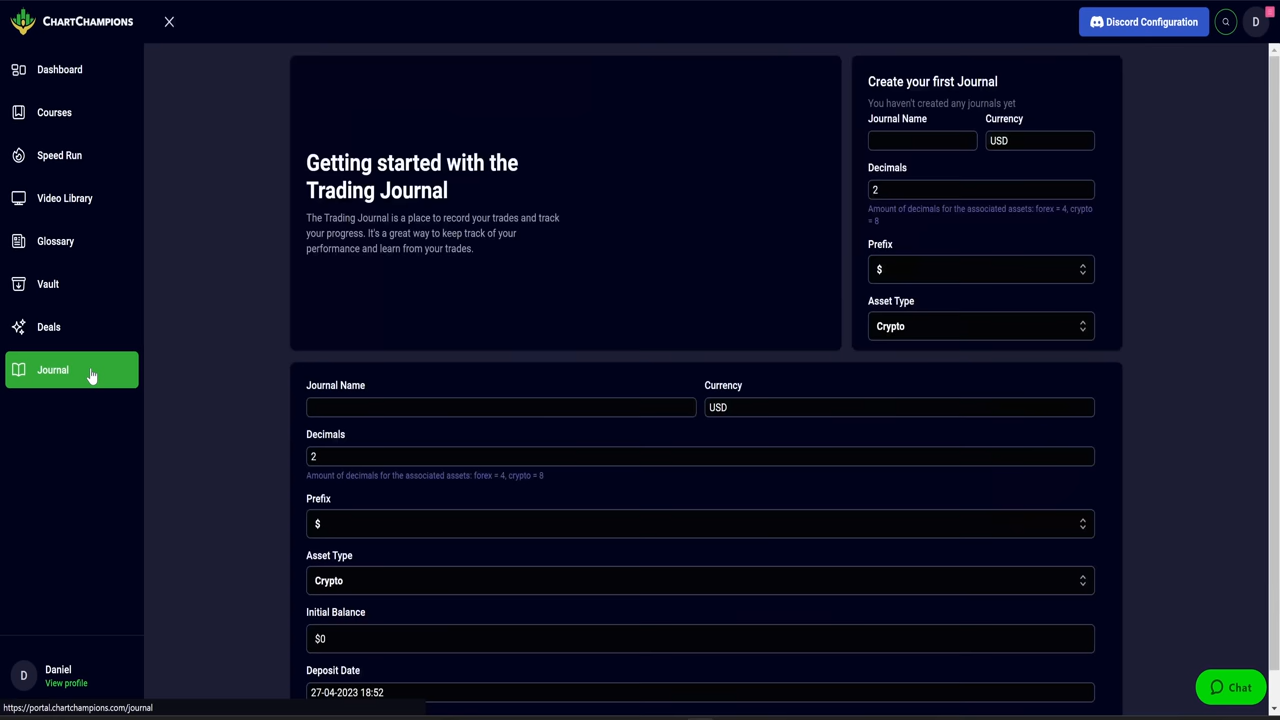 CHARTCHAMPIONS
Discord Configuration
D
Dashboard
Courses
Speed Run
Video Library
Glossary
Vault
Deals
Journal
Getting started with the
Trading Journal
The Trading Journal is a place to record your trades and track
your progress. It's a great way to keep track of your
performance and learn from your trades.
Create your first Journal
You haven't created any journals yet
Journal Name Currency
USD
Decimals
2
Amount of decimals for the associated assets: forex = 4, crypto
= 8
Prefix
$
Asset Type
Crypto
Journal Name Currency
USD
Decimals
2
Amount of decimals for the associated assets: forex = 4, crypto = 8
Prefix
$
Asset Type
Crypto
Initial Balance
$0
Deposit Date
27-04-2023 18:52
D
Daniel
View profile
Chat
https://portal.chartchampions.com/journal